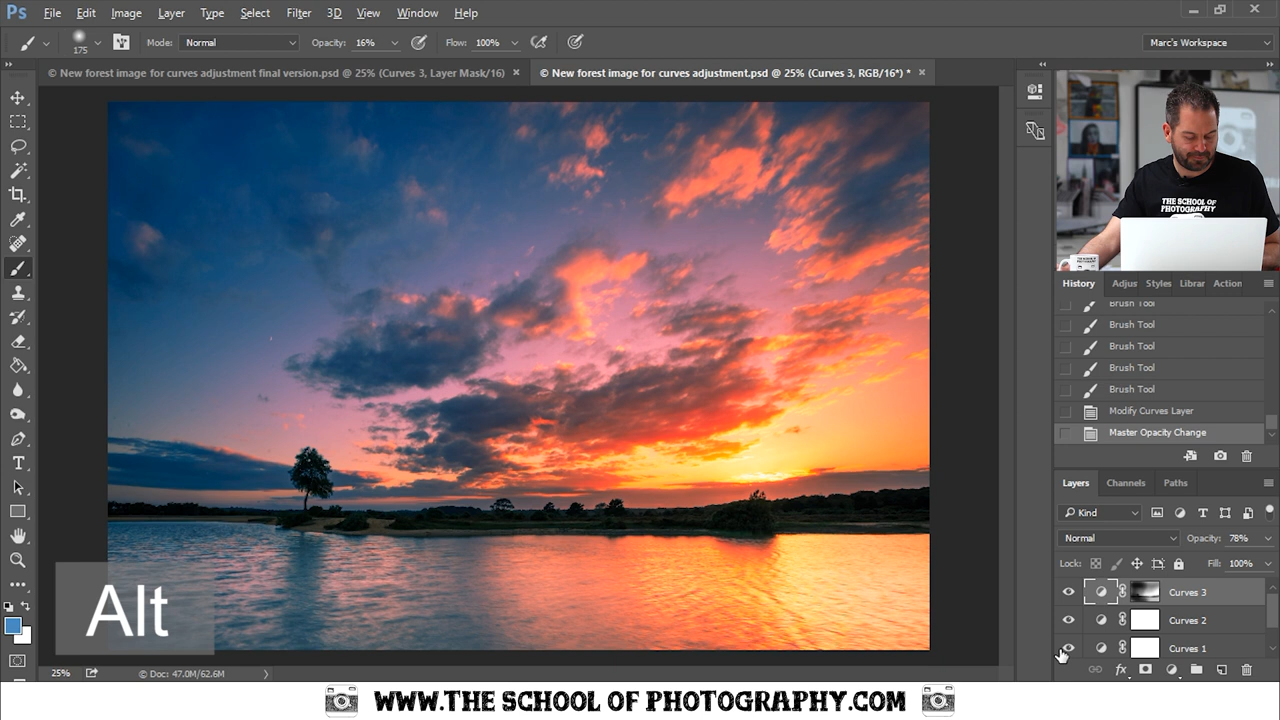 Ps File Edit Image Layer Type Select Filter 3D View Window Help
175 Mode: Normal Opacity: 16% Flow: 100% Marc's Workspace
© New forest image for curves adjustment final version.psd @ 25% (Curves 3, Layer Mask/16) × © New forest image for curves adjustment.psd @ 25% (Curves 3, RGB/16*) * ×
THE SCHOOL OF
PHOTOGRAPHY
History Adjus Styles Librar Action
Brush Tool
Brush Tool
Brush Tool
Brush Tool
Brush Tool
Modify Curves Layer
Master Opacity Change
Layers Channels Paths
Kind
Normal Opacity: 78%
Lock: Fill: 100%
Curves 3
Curves 2
Curves 1
fx
Alt
25% Doc: 47.0M/62.6M
WWW.THE SCHOOL OF PHOTOGRAPHY.COM